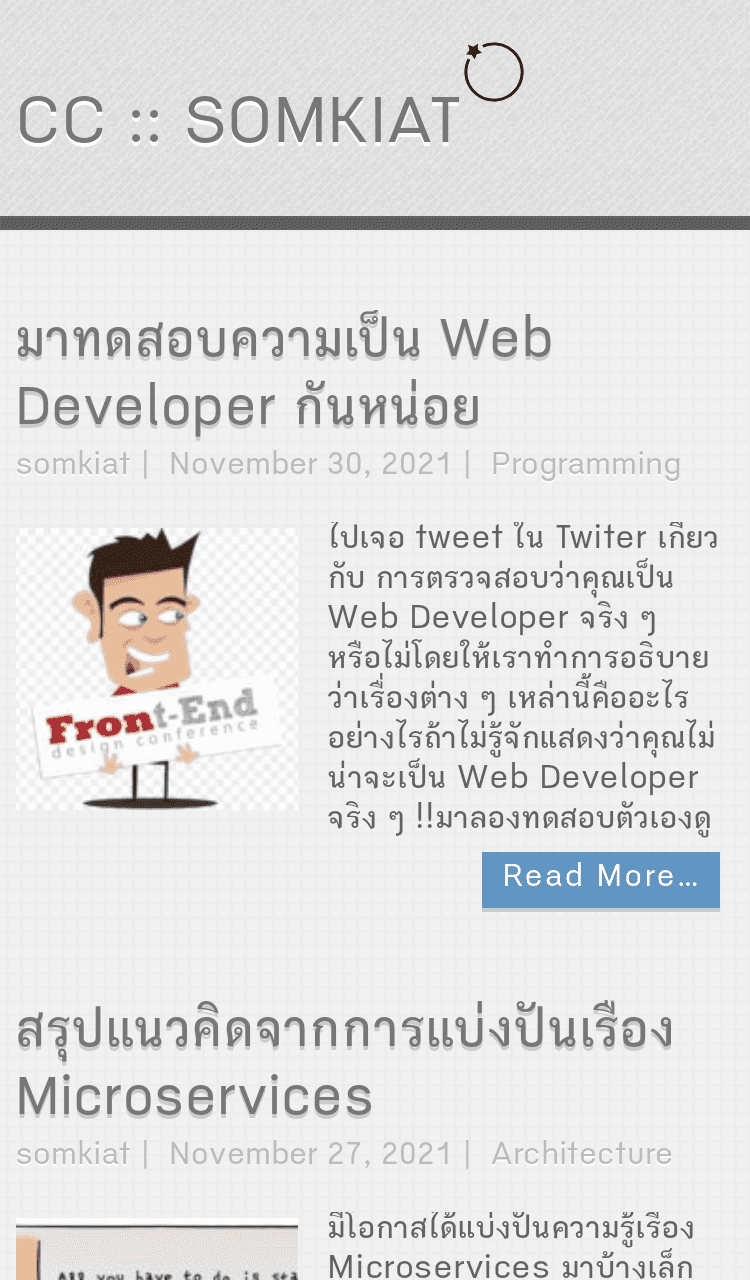 CC :: SOMKIAT
มาทดสอบความเป็น Web
Developer กันหน่อย
somkiat | November 30, 2021 | Programming
Front-End
design conference
ไปเจอ tweet ใน Twiter เกี่ยว
กับ การตรวจสอบว่าคุณเป็น
Web Developer จริง ๆ
หรือไม่โดยให้เราทำการอธิบาย
ว่าเรื่องต่าง ๆ เหล่านี้คืออะไร
อย่างไรถ้าไม่รู้จักแสดงว่าคุณไม่
น่าจะเป็น Web Developer
จริง ๆ !!มาลองทดสอบตัวเองดู
Read More…
สรุปแนวคิดจากการแบ่งปันเรื่อง
Microservices
somkiat | November 27, 2021 | Architecture
All you have to do is sta
มีโอกาสได้แบ่งปันความรู้เรื่อง
Microservices มาบ้างเล็ก